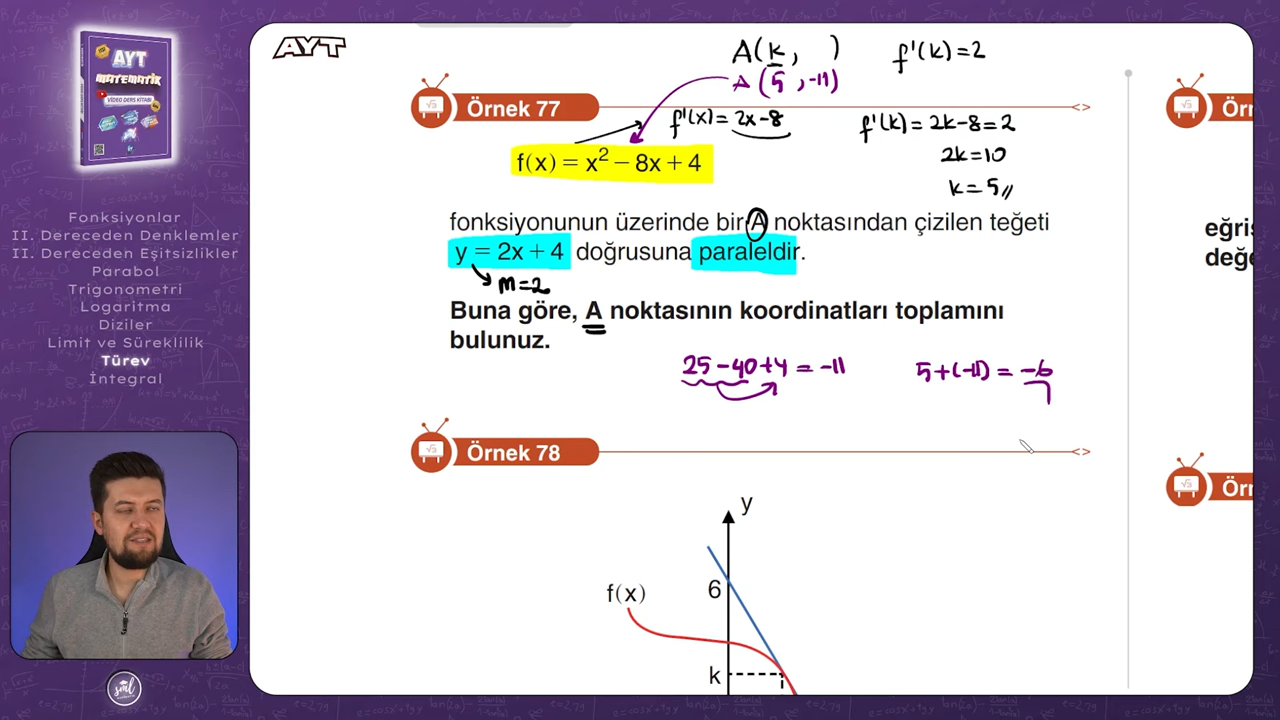 AYT
AYT
MATEMATİK
VİDEO DERS KİTABI
Fonksiyonlar
II. Dereceden Denklemler
II. Dereceden Eşitsizlikler
Parabol
Trigonometri
Logaritma
Diziler
Limit ve Süreklilik
Türev
İntegral
A(k, ) f'(k)=2
A(5,-11)
Örnek 77
f'(x)=2x-8 f'(k)=2k-8=2
2k=10
k=5//
f(x) = x² − 8x + 4
fonksiyonunun üzerinde bir A noktasından çizilen teğeti
y = 2x + 4 doğrusuna paraleldir.
m=2
Buna göre, A noktasının koordinatları toplamını
bulunuz.
25-40+4=-11 5+(-11)=-6
Örnek 78
y
6
f(x)
k
Örn
eğris
değe
Örn
sml